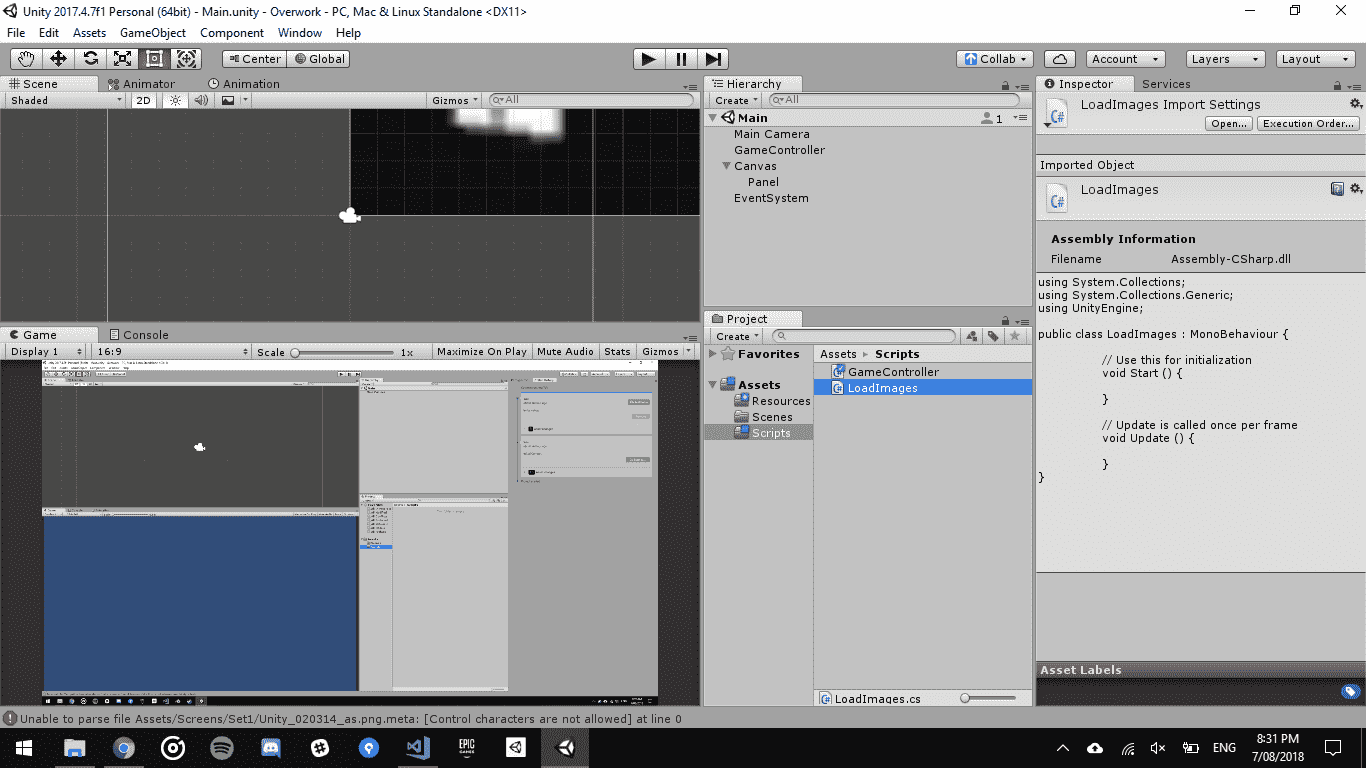 Unity 2017.4.7f1 Personal (64bit) - Main.unity - Overwork - PC, Mac & Linux Standalone <DX11>
File Edit Assets GameObject Component Window Help
Center Global Collab Account Layers Layout
Scene Animator Animation
Shaded 2D Gizmos All
Hierarchy
Create All
Main 1
Main Camera
GameController
Canvas
Panel
EventSystem
Inspector Services
LoadImages Import Settings
Open... Execution Order...
Imported Object
LoadImages
Assembly Information
Filename Assembly-CSharp.dll
using System.Collections;
using System.Collections.Generic;
using UnityEngine;
public class LoadImages : MonoBehaviour {
// Use this for initialization
void Start () {
}
// Update is called once per frame
void Update () {
}
}
Asset Labels
Game Console
Display 1 16:9 Scale 1x Maximize On Play Mute Audio Stats Gizmos
Project
Create
Favorites
Assets
Resources
Scenes
Scripts
Assets Scripts
GameController
LoadImages
LoadImages.cs
Unable to parse file Assets/Screens/Set1/Unity_020314_as.png.meta: [Control characters are not allowed] at line 0
EPIC
GAMES
ENG
8:31 PM
7/08/2018